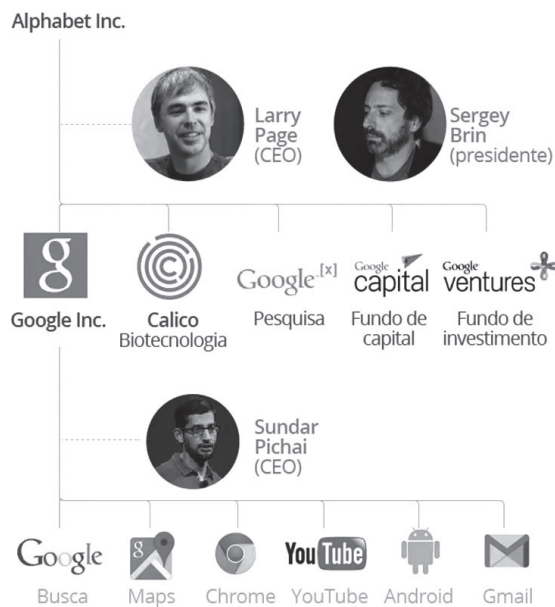 Alphabet Inc.
Larry
Page
(CEO)
Sergey
Brin
(presidente)
g
Google [x]
Google
capital
Google
ventures
Google Inc.
Calico
Biotecnologia
Pesquisa
Fundo de
capital
Fundo de
investimento
Sundar
Pichai
(CEO)
Google
g
YouTube
Busca
Maps
Chrome
YouTube
Android
Gmail